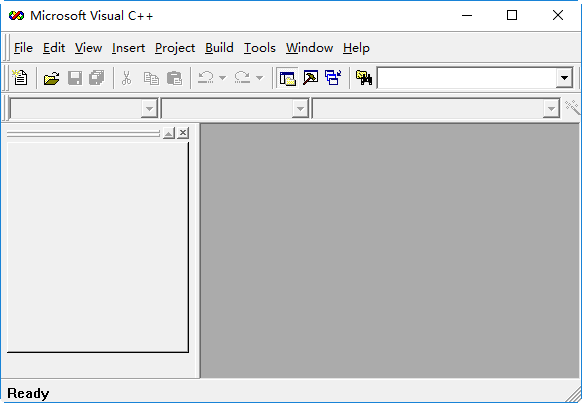 Microsoft Visual C++
File Edit View Insert Project Build Tools Window Help
Ready